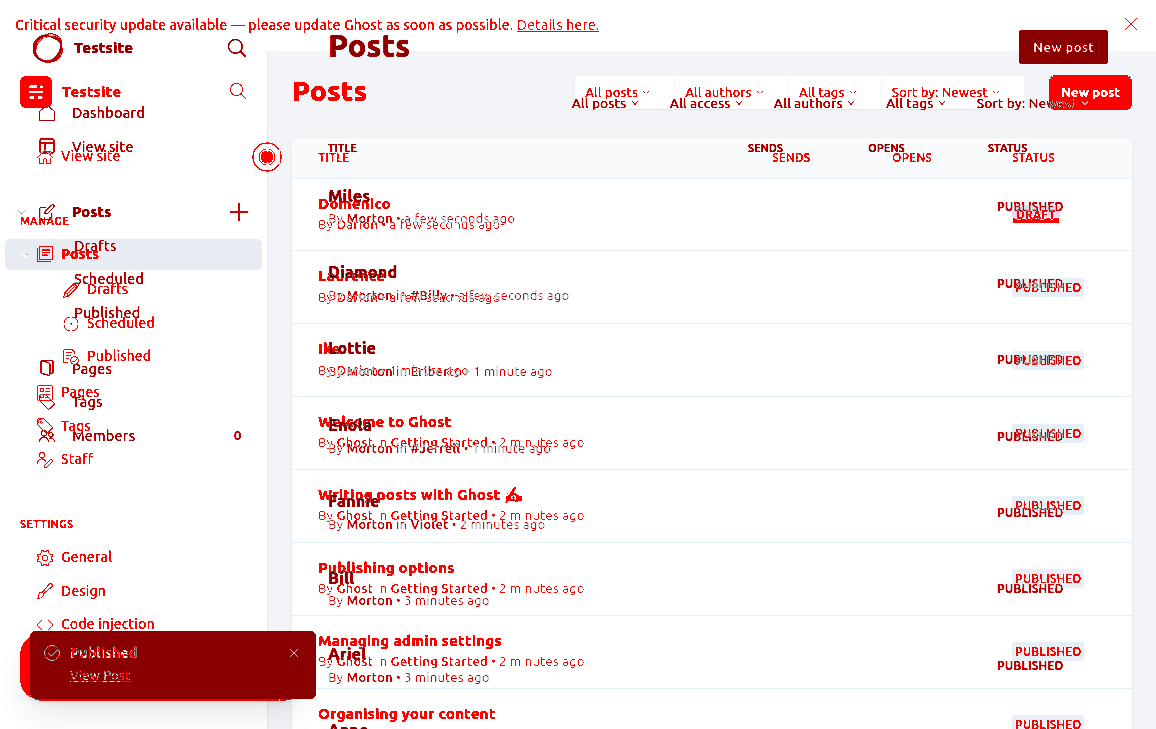 Critical security update available — please update Ghost as soon as possible. Details here.
Testsite
Posts
New post
Testsite
Posts
All posts
All authors
All tags
Sort by: Newest
New post
All posts
All access
All authors
All tags
Sort by: Newest
Dashboard
View site
View site
TITLE
SENDS
OPENS
STATUS
TITLE
SENDS
OPENS
STATUS
Posts
MANAGE
Miles
Domenico
PUBLISHED
DRAFT
By Morton • a few seconds ago
By Darion • a few seconds ago
Drafts
Posts
Scheduled
Drafts
Diamond
PUBLISHED
PUBLISHED
By Morton in #Billy • a few seconds ago
Published
Scheduled
Lottie
Published
PUBLISHED
PUBLISHED
Pages
By Morton in Eriberto • 1 minute ago
Pages
Tags
Tags
Members
0
Staff
Welcome to Ghost
Enola
PUBLISHED
PUBLISHED
By Ghost in Getting Started • 2 minutes ago
By Morton in #Jerrell • 1 minute ago
Writing posts with Ghost ✍️
Fannie
PUBLISHED
PUBLISHED
By Ghost in Getting Started • 2 minutes ago
By Morton in Violet • 2 minutes ago
SETTINGS
General
Design
Code injection
Publishing options
Bill
PUBLISHED
PUBLISHED
By Ghost in Getting Started • 2 minutes ago
By Morton • 3 minutes ago
Managing admin settings
Ariel
PUBLISHED
PUBLISHED
By Ghost in Getting Started • 2 minutes ago
By Morton • 3 minutes ago
Published
View Post
Organising your content
PUBLISHED